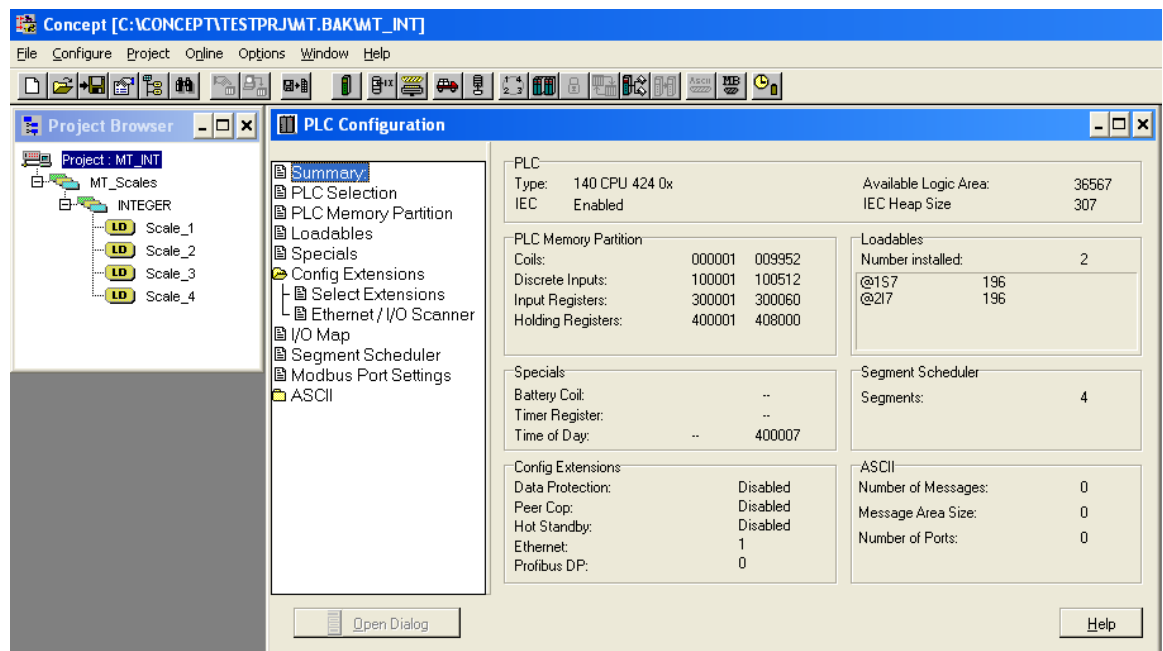 Concept [C:\CONCEPT\TESTPRJ\MT.BAK\MT_INT]
File Configure Project Online Options Window Help
Project Browser
Project : MT_INT
MT_Scales
INTEGER
LD Scale_1
LD Scale_2
LD Scale_3
LD Scale_4
PLC Configuration
Summary:
PLC Selection
PLC Memory Partition
Loadables
Specials
Config Extensions
Select Extensions
Ethernet / I/O Scanner
I/O Map
Segment Scheduler
Modbus Port Settings
ASCII
Open Dialog
PLC
Type: 140 CPU 424 0x Available Logic Area: 36567
IEC Enabled IEC Heap Size 307
PLC Memory Partition
Coils: 000001 009952
Discrete Inputs: 100001 100512
Input Registers: 300001 300060
Holding Registers: 400001 408000
Loadables
Number installed: 2
@1S7 196
@2I7 196
Specials
Battery Coil: --
Timer Register: --
Time of Day: -- 400007
Segment Scheduler
Segments: 4
Config Extensions
Data Protection: Disabled
Peer Cop: Disabled
Hot Standby: Disabled
Ethernet: 1
Profibus DP: 0
ASCII
Number of Messages: 0
Message Area Size: 0
Number of Ports: 0
Help